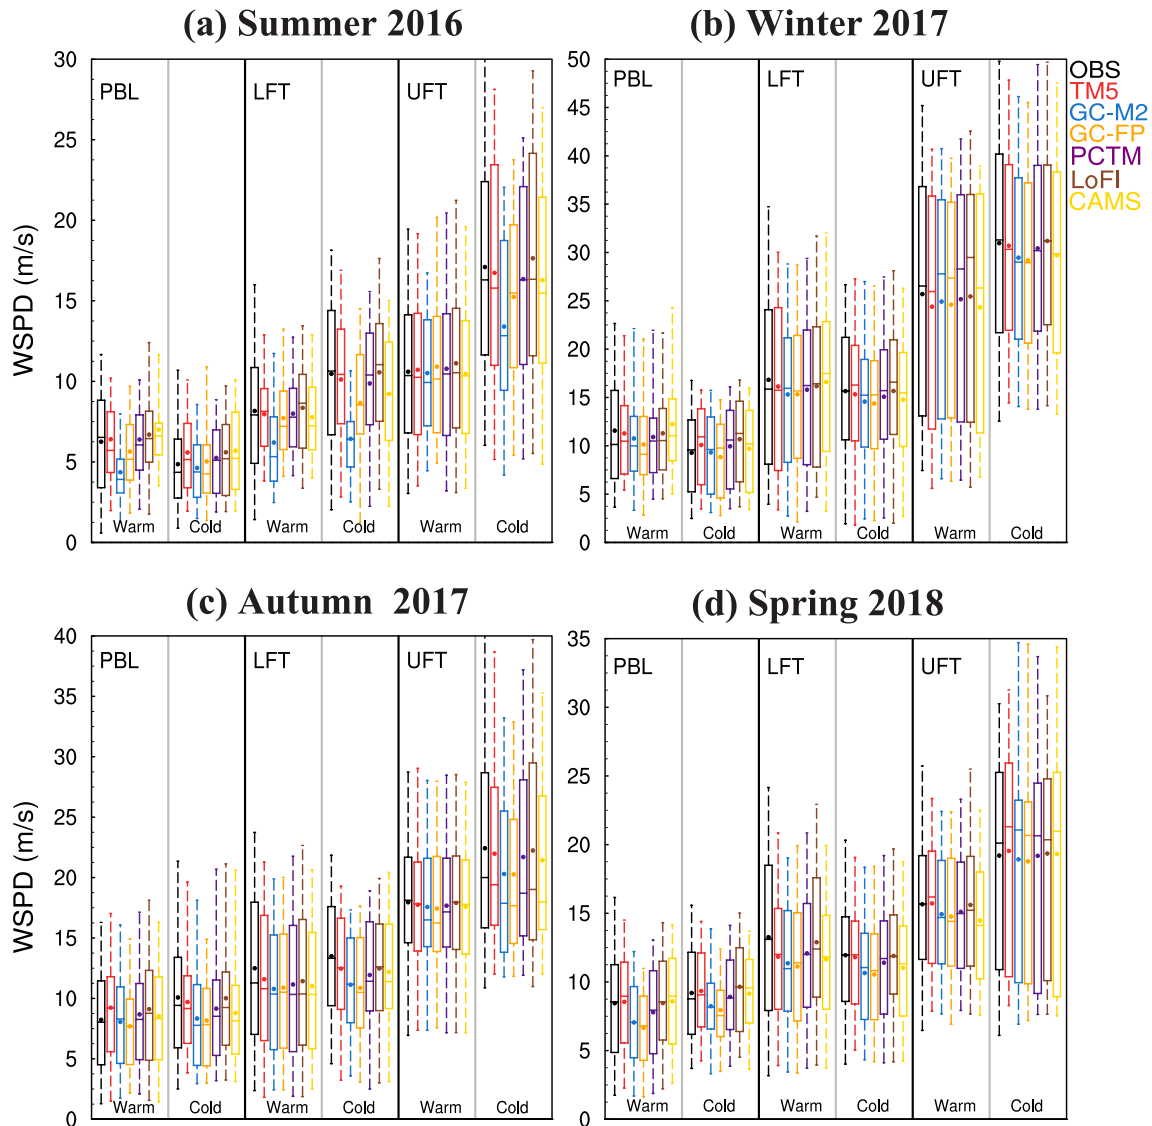 (a) Summer 2016
(b) Winter 2017
30
25
20
15
10
5
0
WSPD (m/s)
PBL
LFT
UFT
Warm
Cold
Warm
Cold
Warm
Cold
50
45
40
35
30
25
20
15
10
5
0
PBL
LFT
UFT
Warm
Cold
Warm
Cold
Warm
Cold
OBS
TM5
GC-M2
GC-FP
PCTM
LoFI
CAMS
(c) Autumn 2017
(d) Spring 2018
40
35
30
25
20
15
10
5
0
WSPD (m/s)
PBL
LFT
UFT
Warm
Cold
Warm
Cold
Warm
Cold
35
30
25
20
15
10
5
0
PBL
LFT
UFT
Warm
Cold
Warm
Cold
Warm
Cold